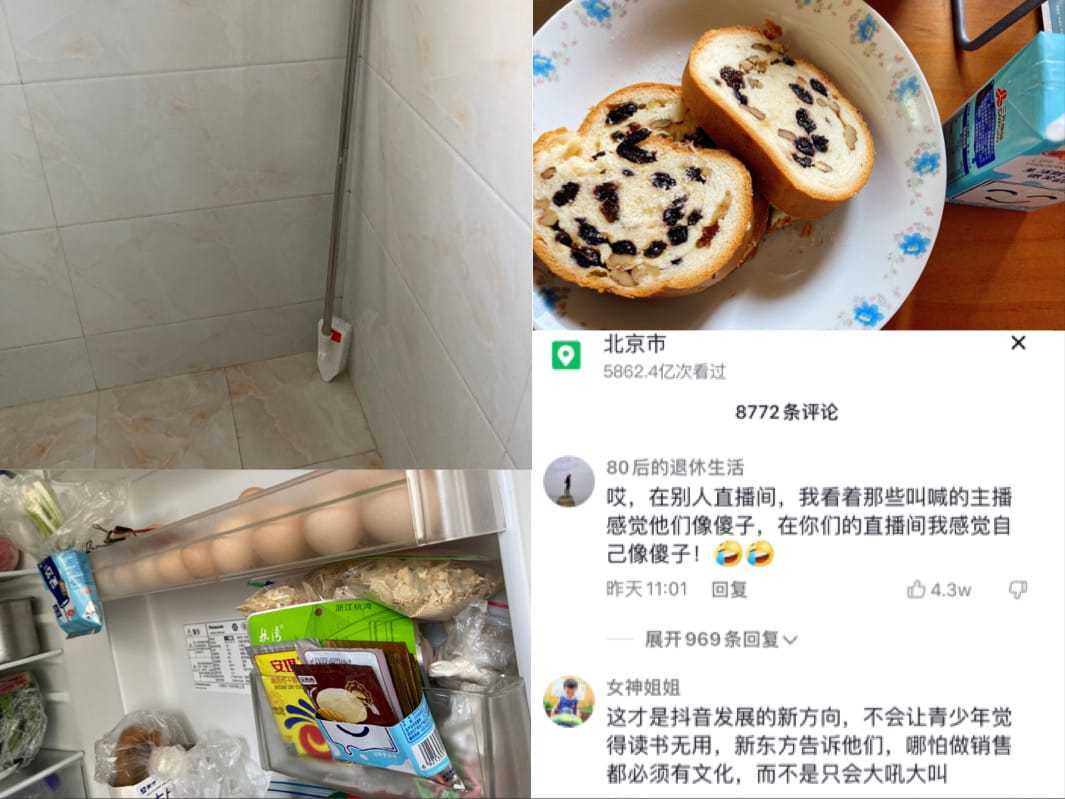 北京市
5862.4亿次看过
8772条评论
80后的退休生活
哎，在别人直播间，我看着那些叫喊的主播
感觉他们像傻子，在你们的直播间我感觉自
己像傻子！🤣🤣
昨天11:01 回复 4.3w
展开969条回复
女神姐姐
这才是抖音发展的新方向，不会让青少年觉
得读书无用，新东方告诉他们，哪怕做销售
都必须有文化，而不是只会大吼大叫
Panasonic
安琪